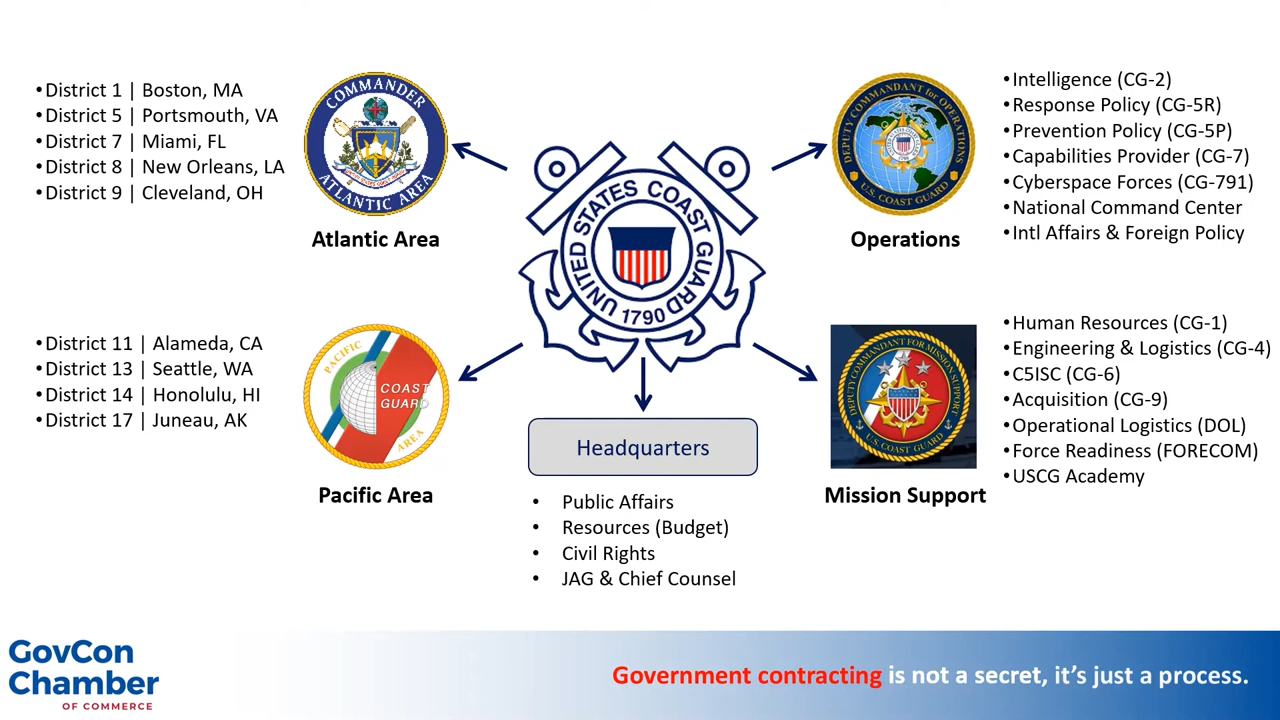 •District 1 | Boston, MA
•District 5 | Portsmouth, VA
•District 7 | Miami, FL
•District 8 | New Orleans, LA
•District 9 | Cleveland, OH
COMMANDER
ATLANTIC AREA
Atlantic Area
UNITED STATES COAST GUARD
1790
DEPUTY COMMANDANT for OPERATIONS
U.S. COAST GUARD
Operations
•Intelligence (CG-2)
•Response Policy (CG-5R)
•Prevention Policy (CG-5P)
•Capabilities Provider (CG-7)
•Cyberspace Forces (CG-791)
•National Command Center
•Intl Affairs & Foreign Policy
•District 11 | Alameda, CA
•District 13 | Seattle, WA
•District 14 | Honolulu, HI
•District 17 | Juneau, AK
PACIFIC
COAST
GUARD
AREA
Pacific Area
Headquarters
• Public Affairs
• Resources (Budget)
• Civil Rights
• JAG & Chief Counsel
DEPUTY COMMANDANT FOR MISSION SUPPORT
U.S. COAST GUARD
Mission Support
•Human Resources (CG-1)
•Engineering & Logistics (CG-4)
•C5ISC (CG-6)
•Acquisition (CG-9)
•Operational Logistics (DOL)
•Force Readiness (FORECOM)
•USCG Academy
GovCon
Chamber
OF COMMERCE
Government contracting is not a secret, it's just a process.